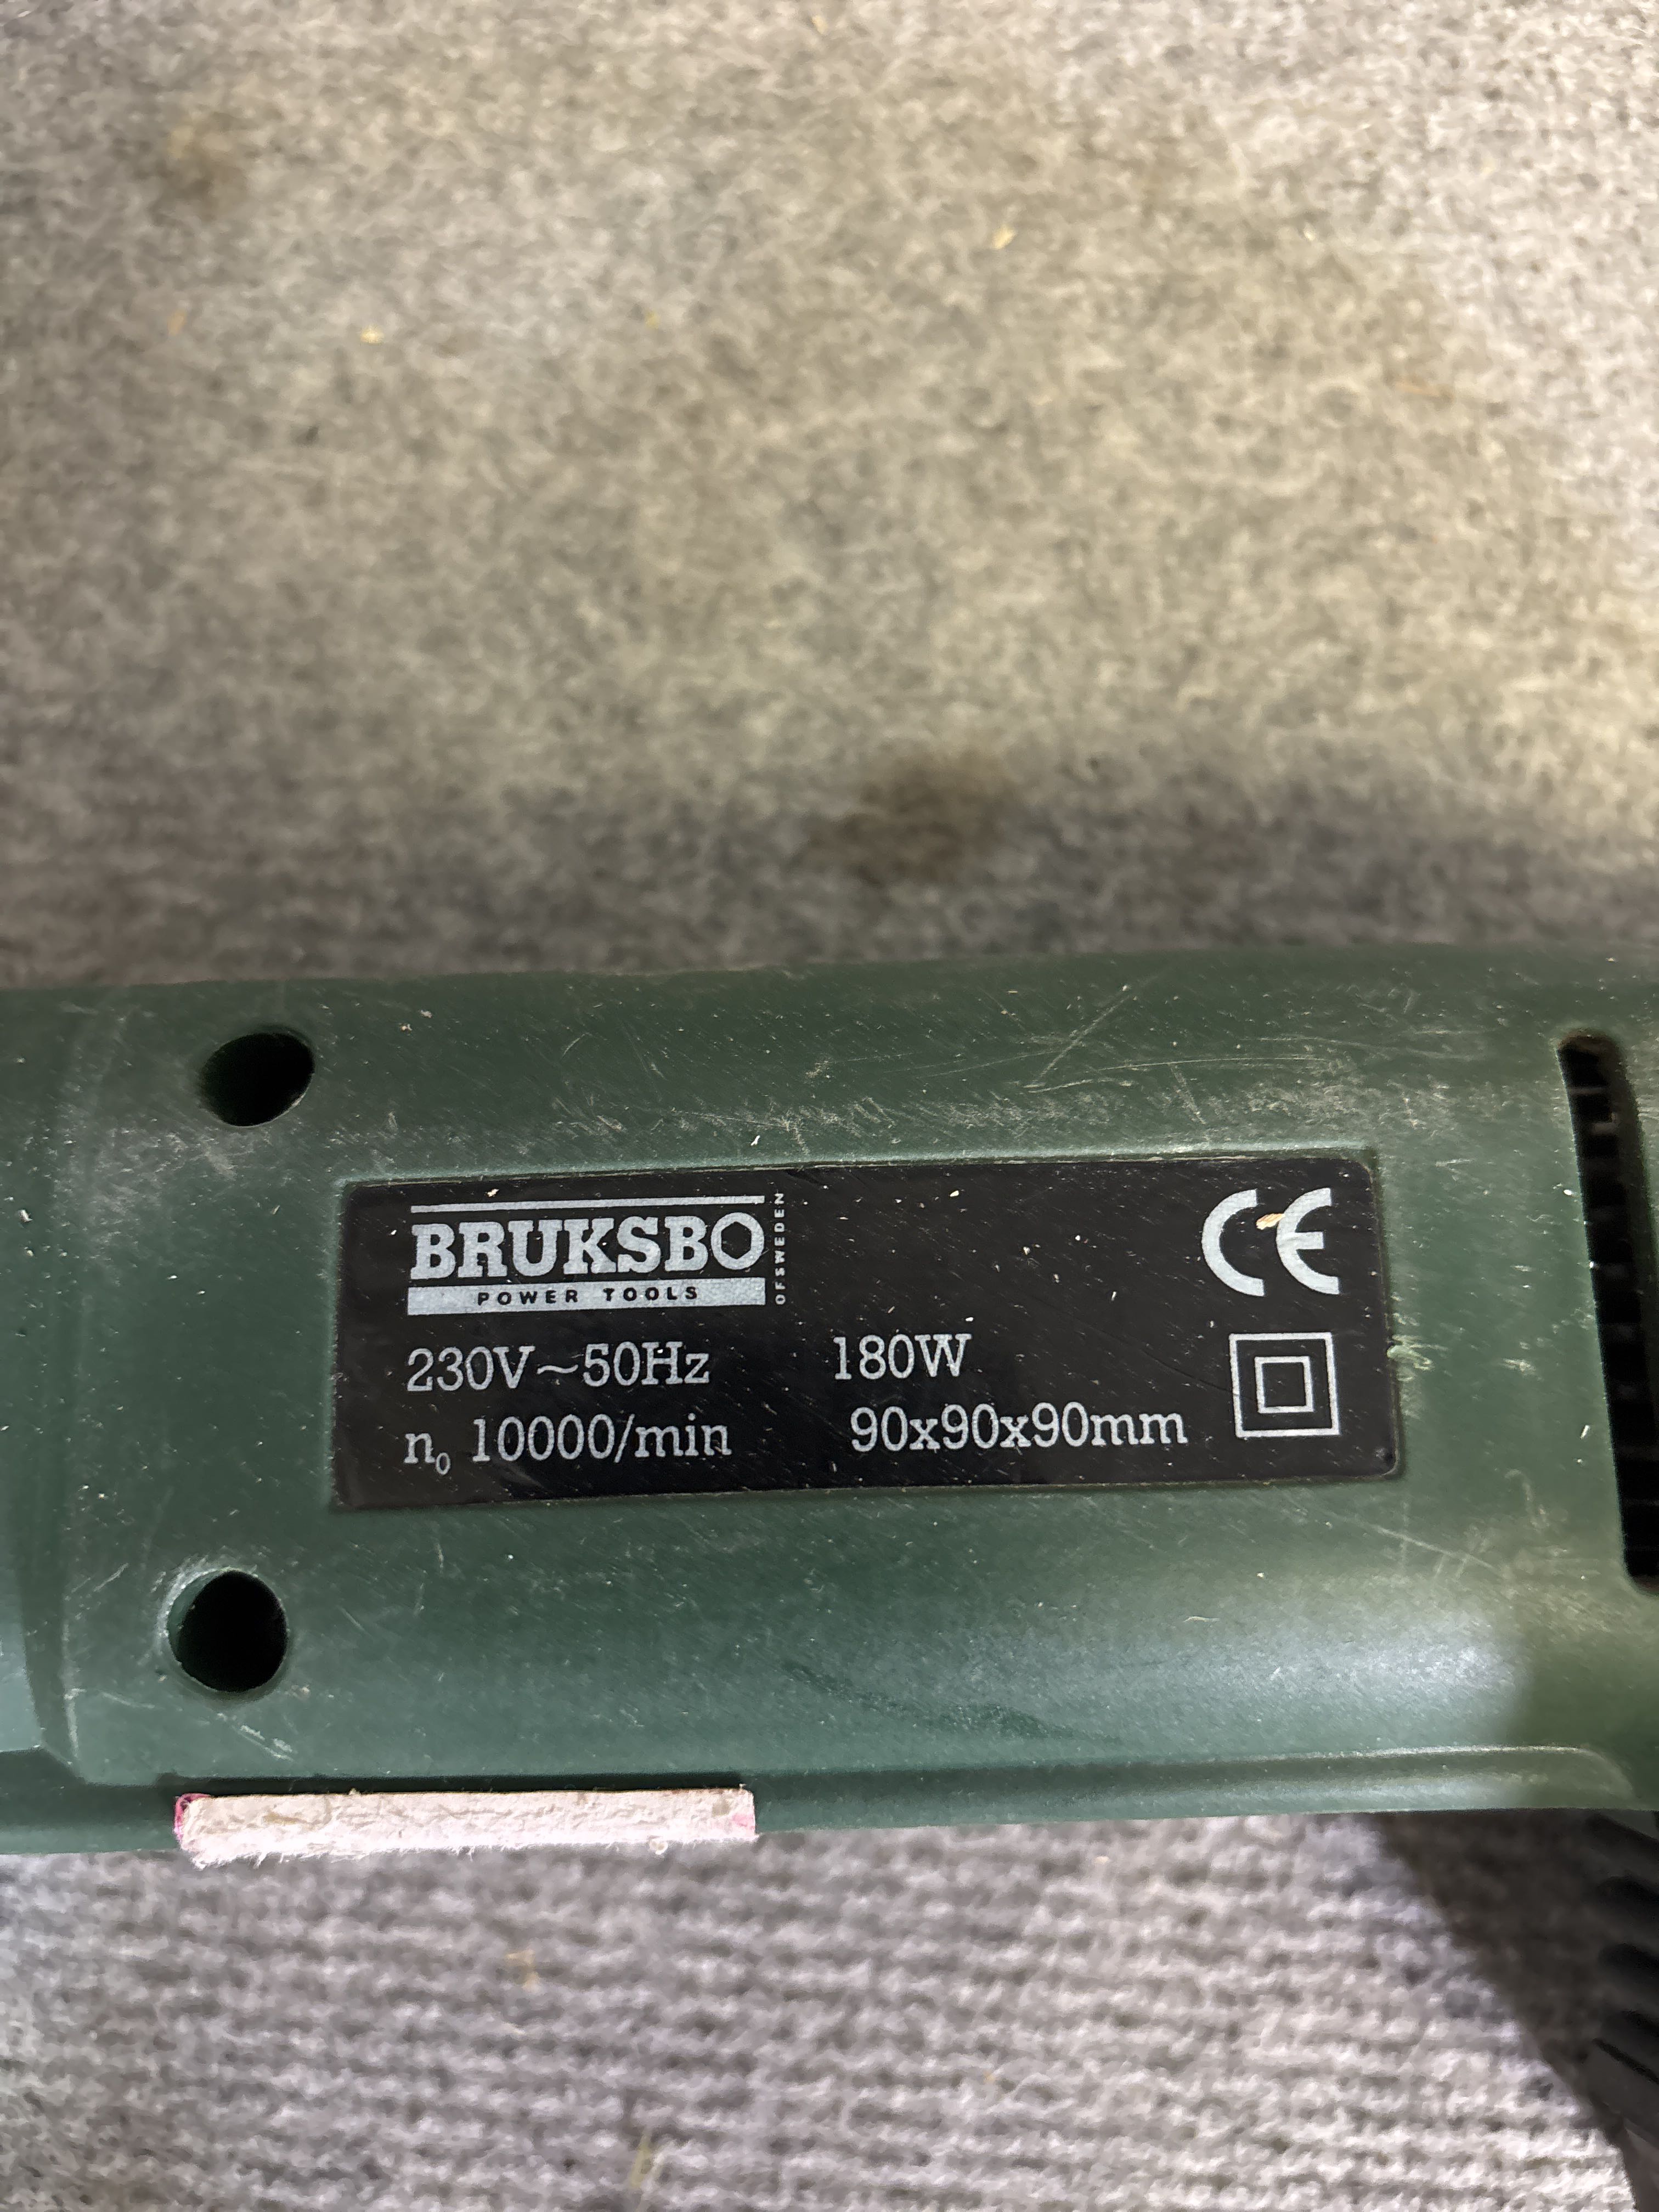 BRUKSBO
POWER TOOLS
OF SWEDEN
CE
230V~50Hz 180W
n₀ 10000/min 90x90x90mm